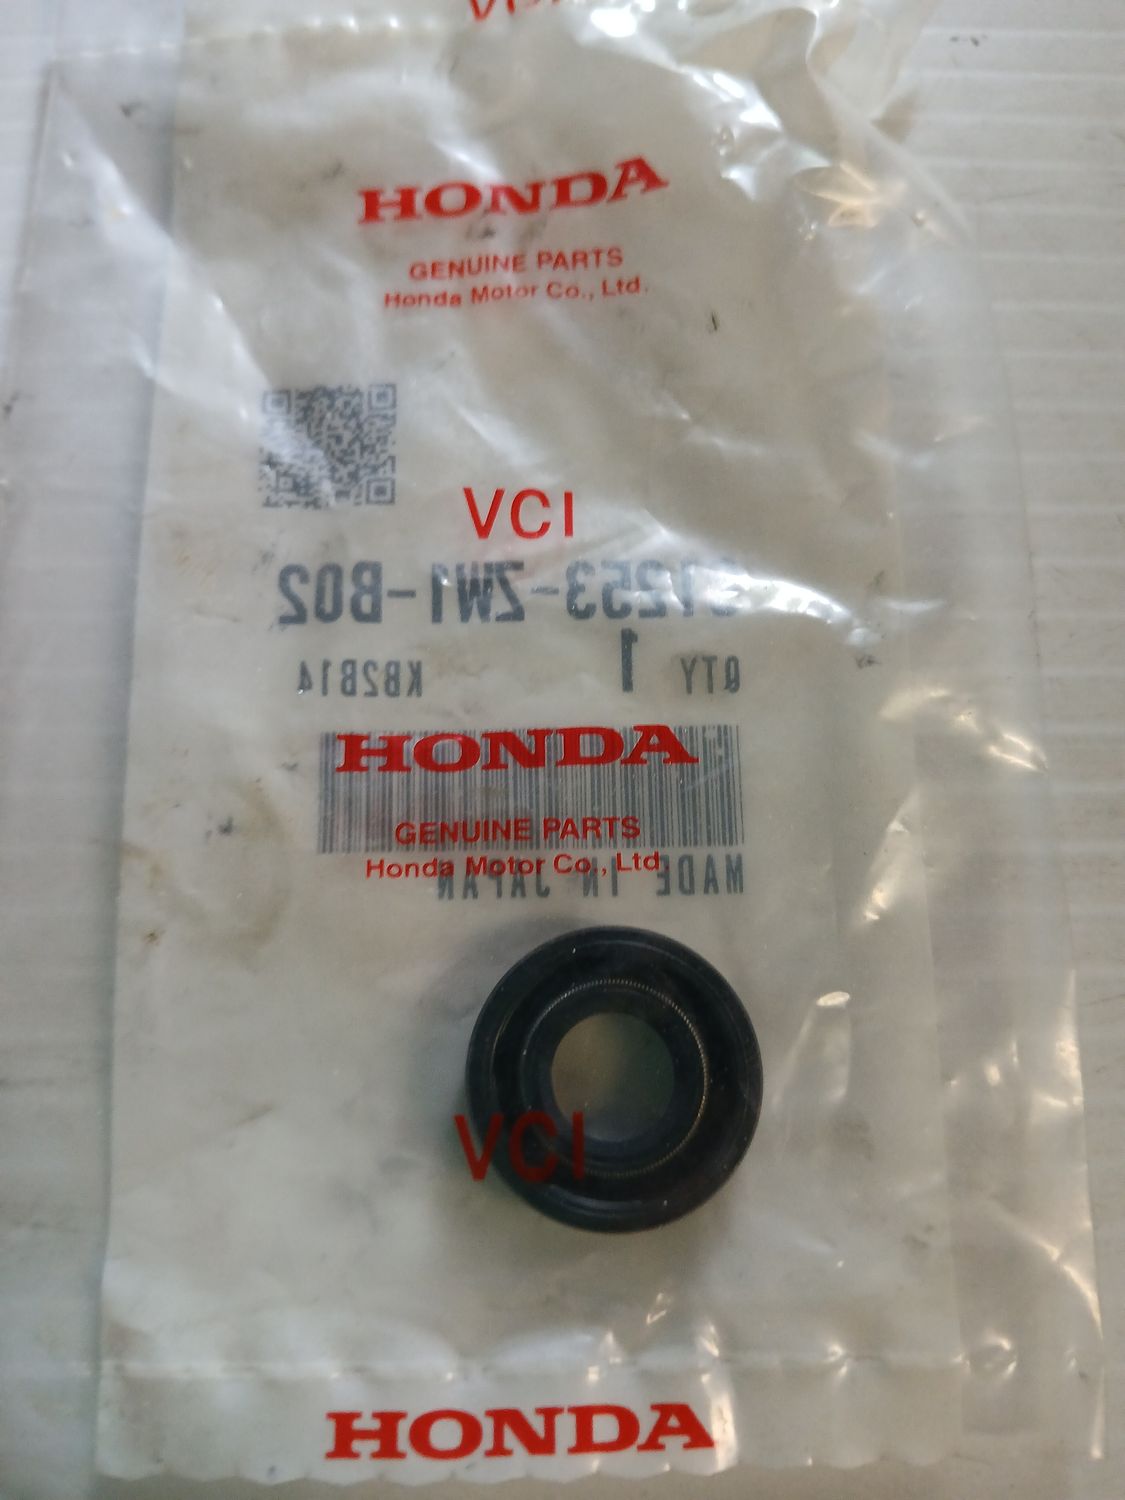 VCI
HONDA
GENUINE PARTS
Honda Motor Co., Ltd.
VCI
91253-ZW1-B02
QTY 1 KB2B14
HONDA
GENUINE PARTS
Honda Motor Co., Ltd.
MADE IN JAPAN
VCI
HONDA